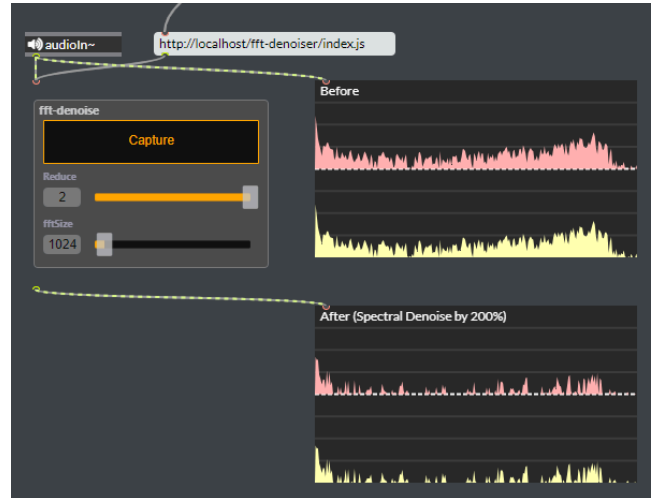 audioIn~
http://localhost/fft-denoiser/index.js
Before
fft-denoise
Capture
Reduce
2
fftSize
1024
After (Spectral Denoise by 200%)